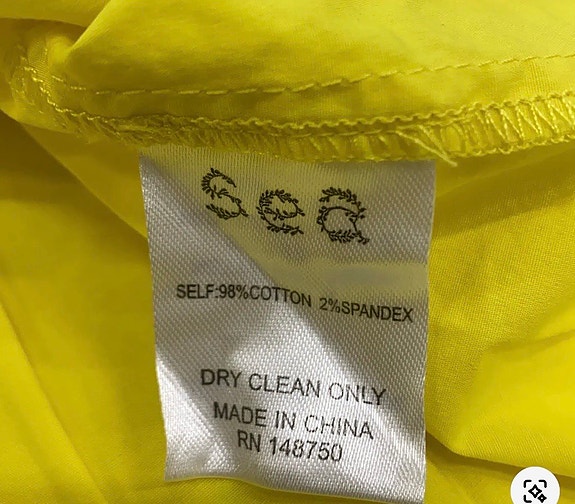 sea
SELF:98%COTTON 2%SPANDEX
DRY CLEAN ONLY
MADE IN CHINA
RN 148750